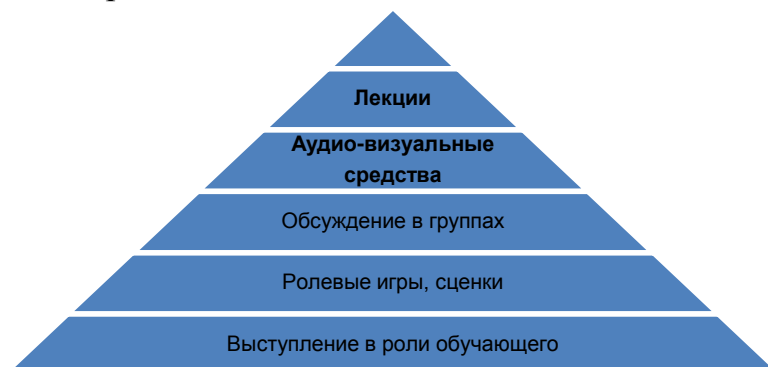 Лекции
Аудио-визуальные
средства
Обсуждение в группах
Ролевые игры, сценки
Выступление в роли обучающего